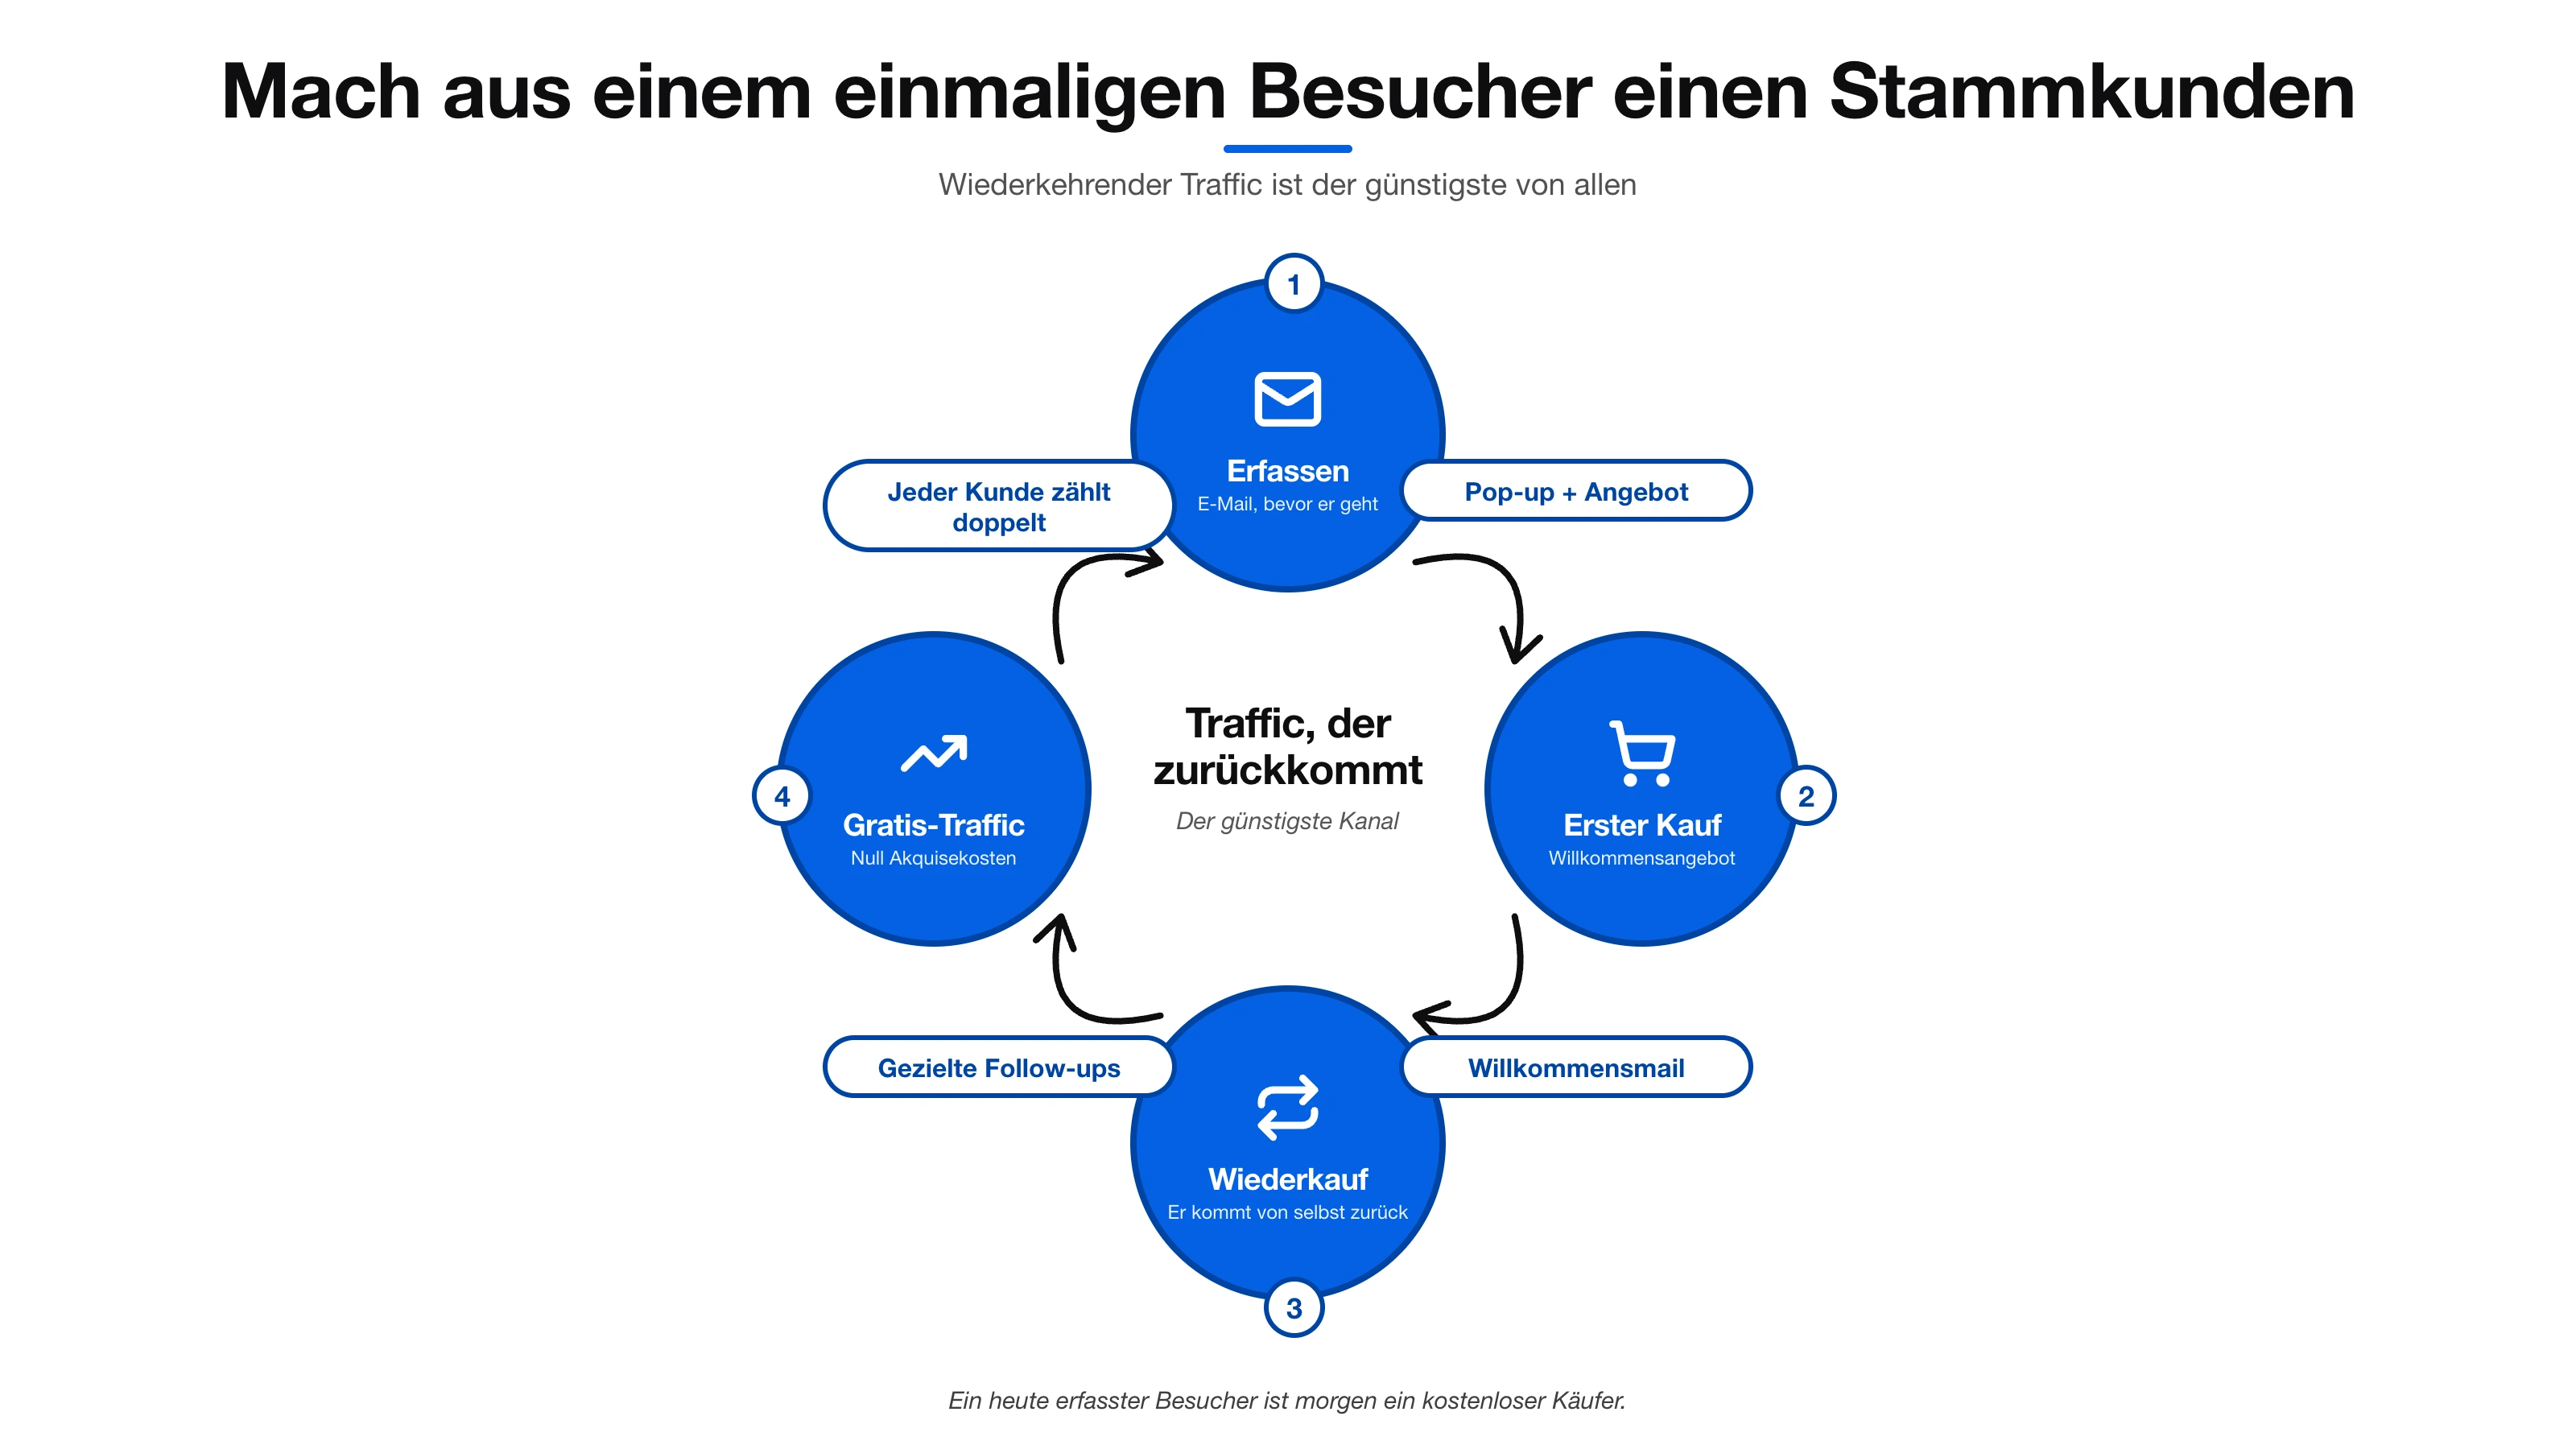 Mach aus einem einmaligen Besucher einen Stammkunden
Wiederkehrender Traffic ist der günstigste von allen
1
Erfassen
E-Mail, bevor er geht
Jeder Kunde zählt
doppelt
Pop-up + Angebot
Traffic, der
zurückkommt
Der günstigste Kanal
4
Gratis-Traffic
Null Akquisekosten
2
Erster Kauf
Willkommensangebot
Gezielte Follow-ups
Willkommensmail
Wiederkauf
Er kommt von selbst zurück
3
Ein heute erfasster Besucher ist morgen ein kostenloser Käufer.